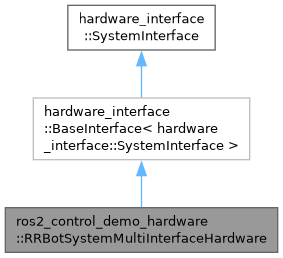 hardware_interface
::SystemInterface
hardware_interface
::BaseInterface< hardware
_interface::SystemInterface >
ros2_control_demo_hardware
::RRBotSystemMultiInterfaceHardware